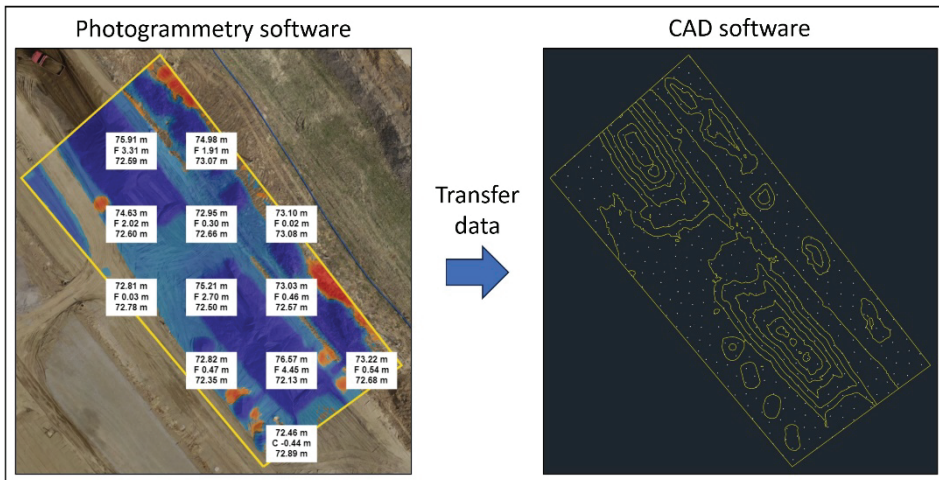 Photogrammetry software
CAD software
75.91 m
F 3.31 m
72.59 m
74.98 m
F 1.91 m
73.07 m
74.63 m
F 2.02 m
72.60 m
72.95 m
F 0.30 m
72.66 m
73.10 m
F 0.02 m
73.08 m
Transfer
data
72.81 m
F 0.03 m
72.78 m
75.21 m
F 2.70 m
72.50 m
73.03 m
F 0.46 m
72.57 m
72.82 m
F 0.47 m
72.35 m
76.57 m
F 4.45 m
72.13 m
73.22 m
F 0.54 m
72.68 m
72.46 m
C -0.44 m
72.89 m